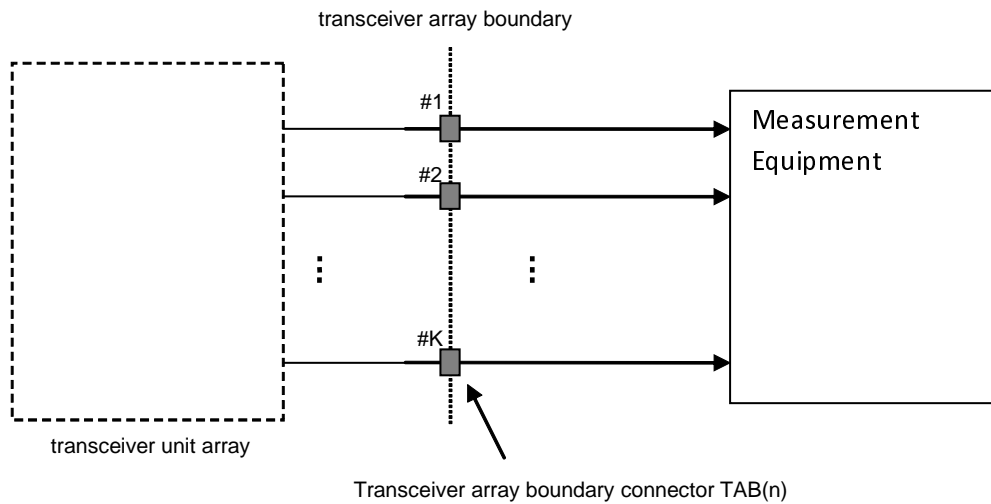 transceiver array boundary
#1
Measurement
Equipment
#2
#K
transceiver unit array
Transceiver array boundary connector TAB(n)